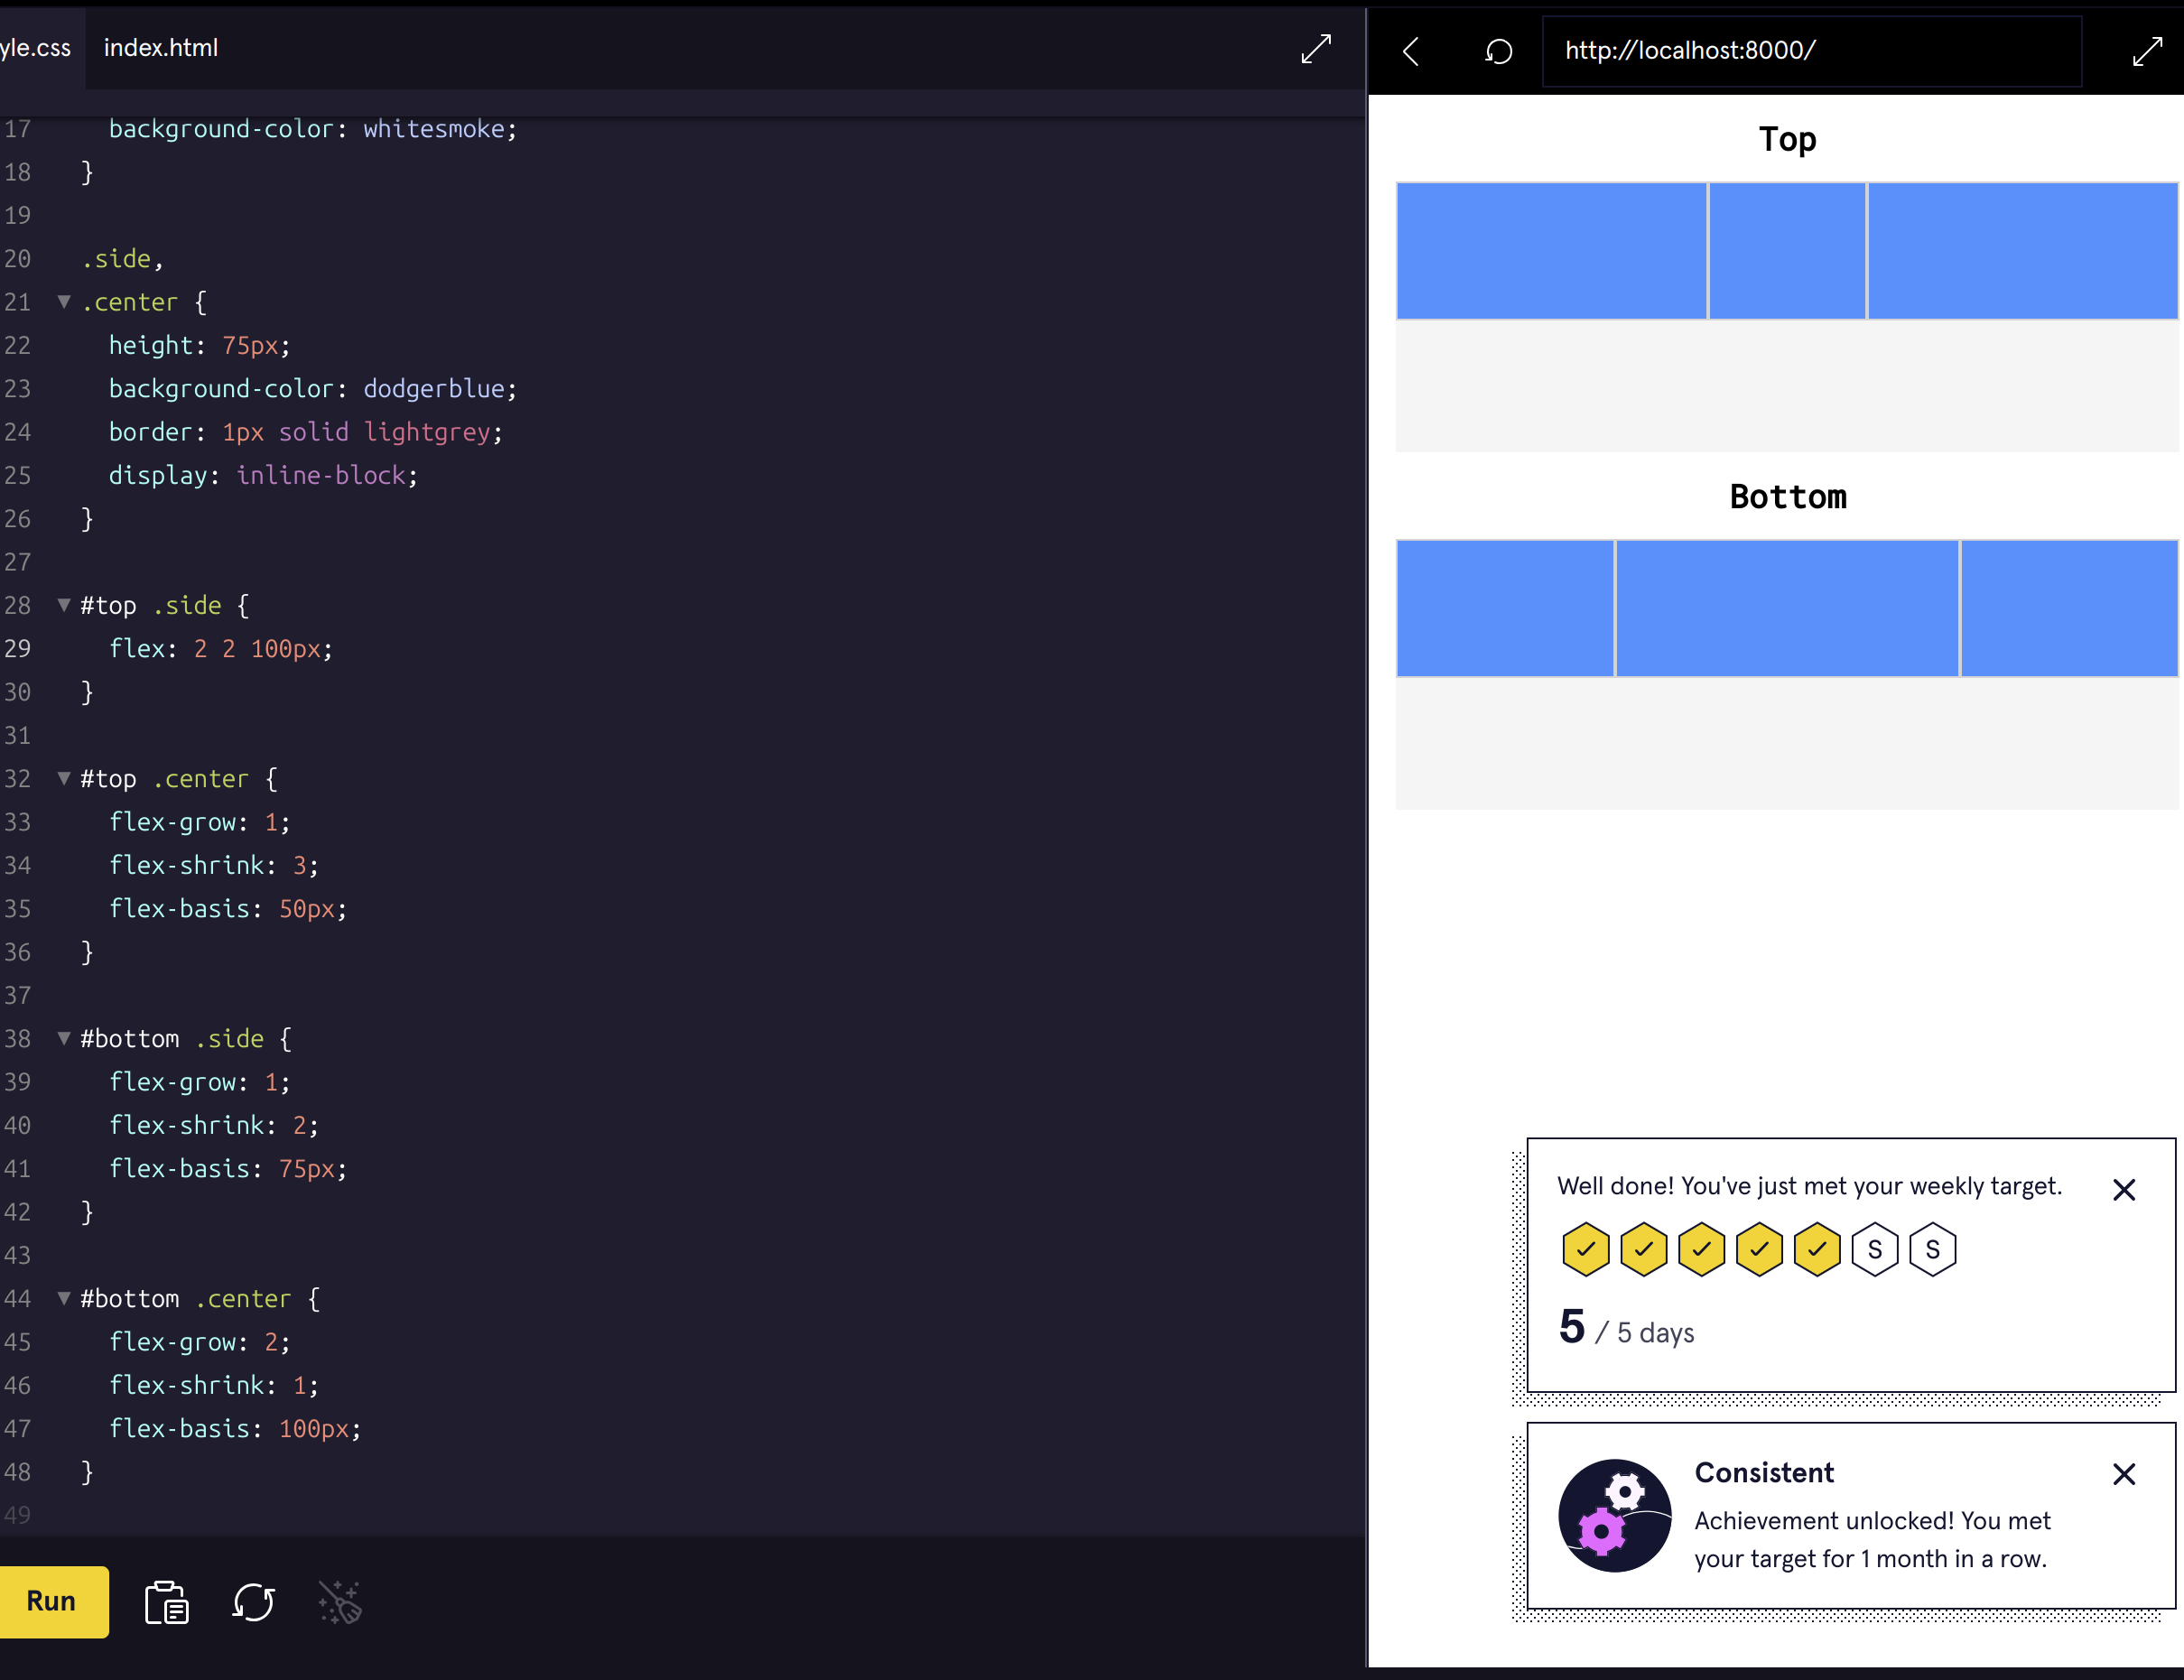 yle.css index.html
17 background-color: whitesmoke;
18 }
19
20 .side,
21 .center {
22 height: 75px;
23 background-color: dodgerblue;
24 border: 1px solid lightgrey;
25 display: inline-block;
26 }
27
28 #top .side {
29 flex: 2 2 100px;
30 }
31
32 #top .center {
33 flex-grow: 1;
34 flex-shrink: 3;
35 flex-basis: 50px;
36 }
37
38 #bottom .side {
39 flex-grow: 1;
40 flex-shrink: 2;
41 flex-basis: 75px;
42 }
43
44 #bottom .center {
45 flex-grow: 2;
46 flex-shrink: 1;
47 flex-basis: 100px;
48 }
49
Run
http://localhost:8000/
Top
Bottom
Well done! You've just met your weekly target.
S S
5 / 5 days
Consistent
Achievement unlocked! You met
your target for 1 month in a row.